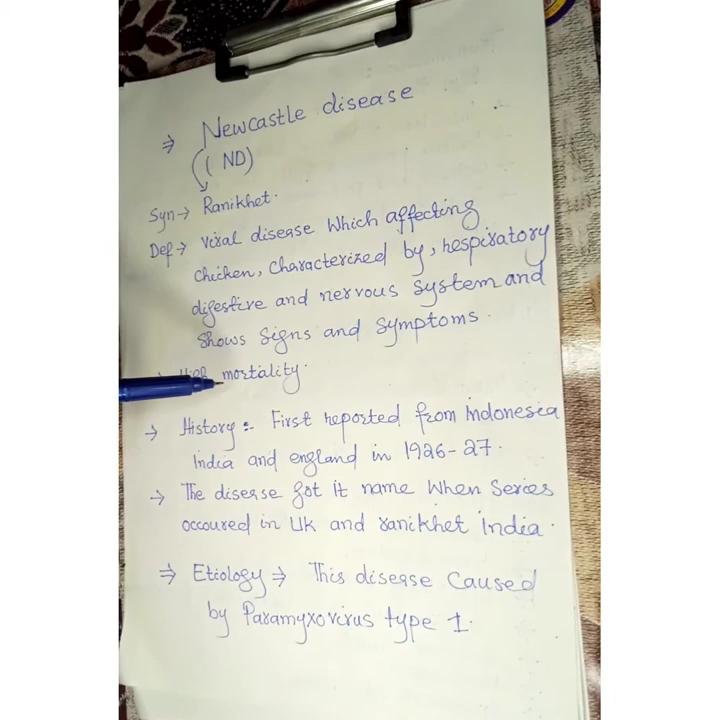 ⇒ Newcastle disease
( ND)
Syn → Ranikhet.
Def → viral disease Which affecting
chicken, characterized by, respiratory
digestive and nervous system and
shows signs and symptoms.
mortality.
→ History :- First reported from indonesia
India and england in 1926-27.
→ The disease got it name When Series
occoured in Uk and ranikhet India.
⇒ Etiology ⇒ This disease caused
by Paramyxovirus type 1.